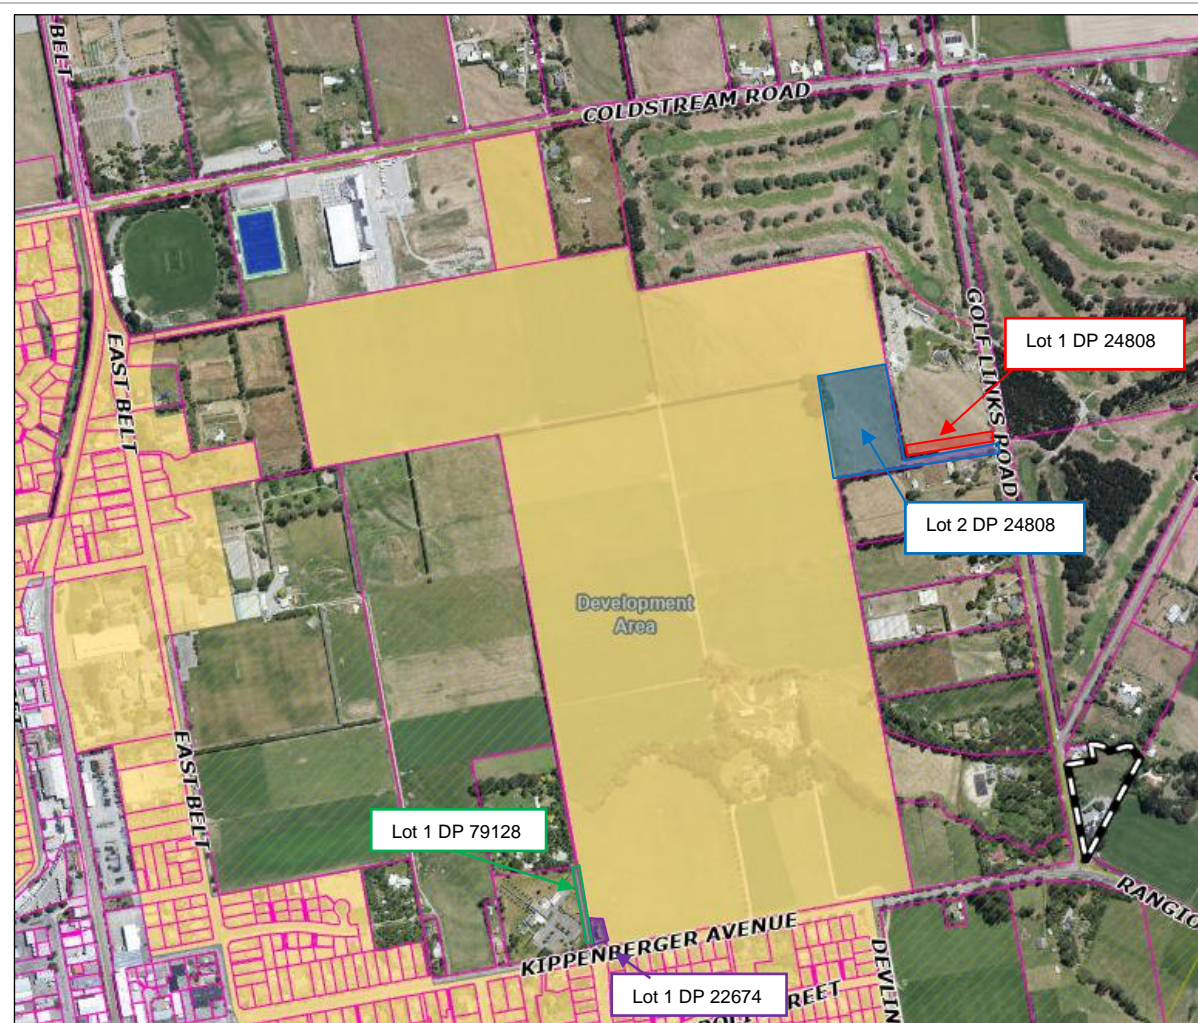 BELT
COLDSTREAM ROAD
GOLF LINKS ROAD
Lot 1 DP 24808
EAST BELT
Lot 2 DP 24808
Development
Area
EAST BELT
Lot 1 DP 79128
RANGIO
KIPPENBERGER AVENUE
DEVLIN
Lot 1 DP 22674
REET